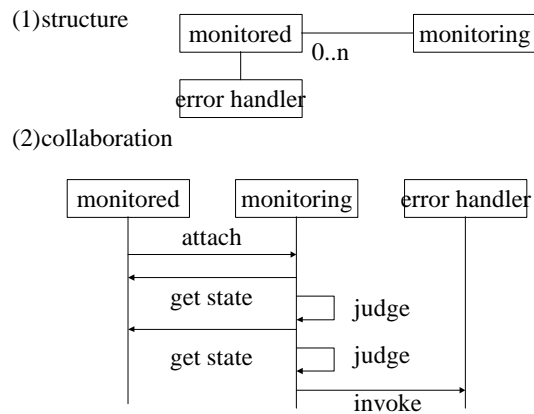 (1)structure
monitored
0..n
monitoring
error handler
(2)collaboration
monitored
monitoring
error handler
attach
get state
judge
get state
judge
invoke